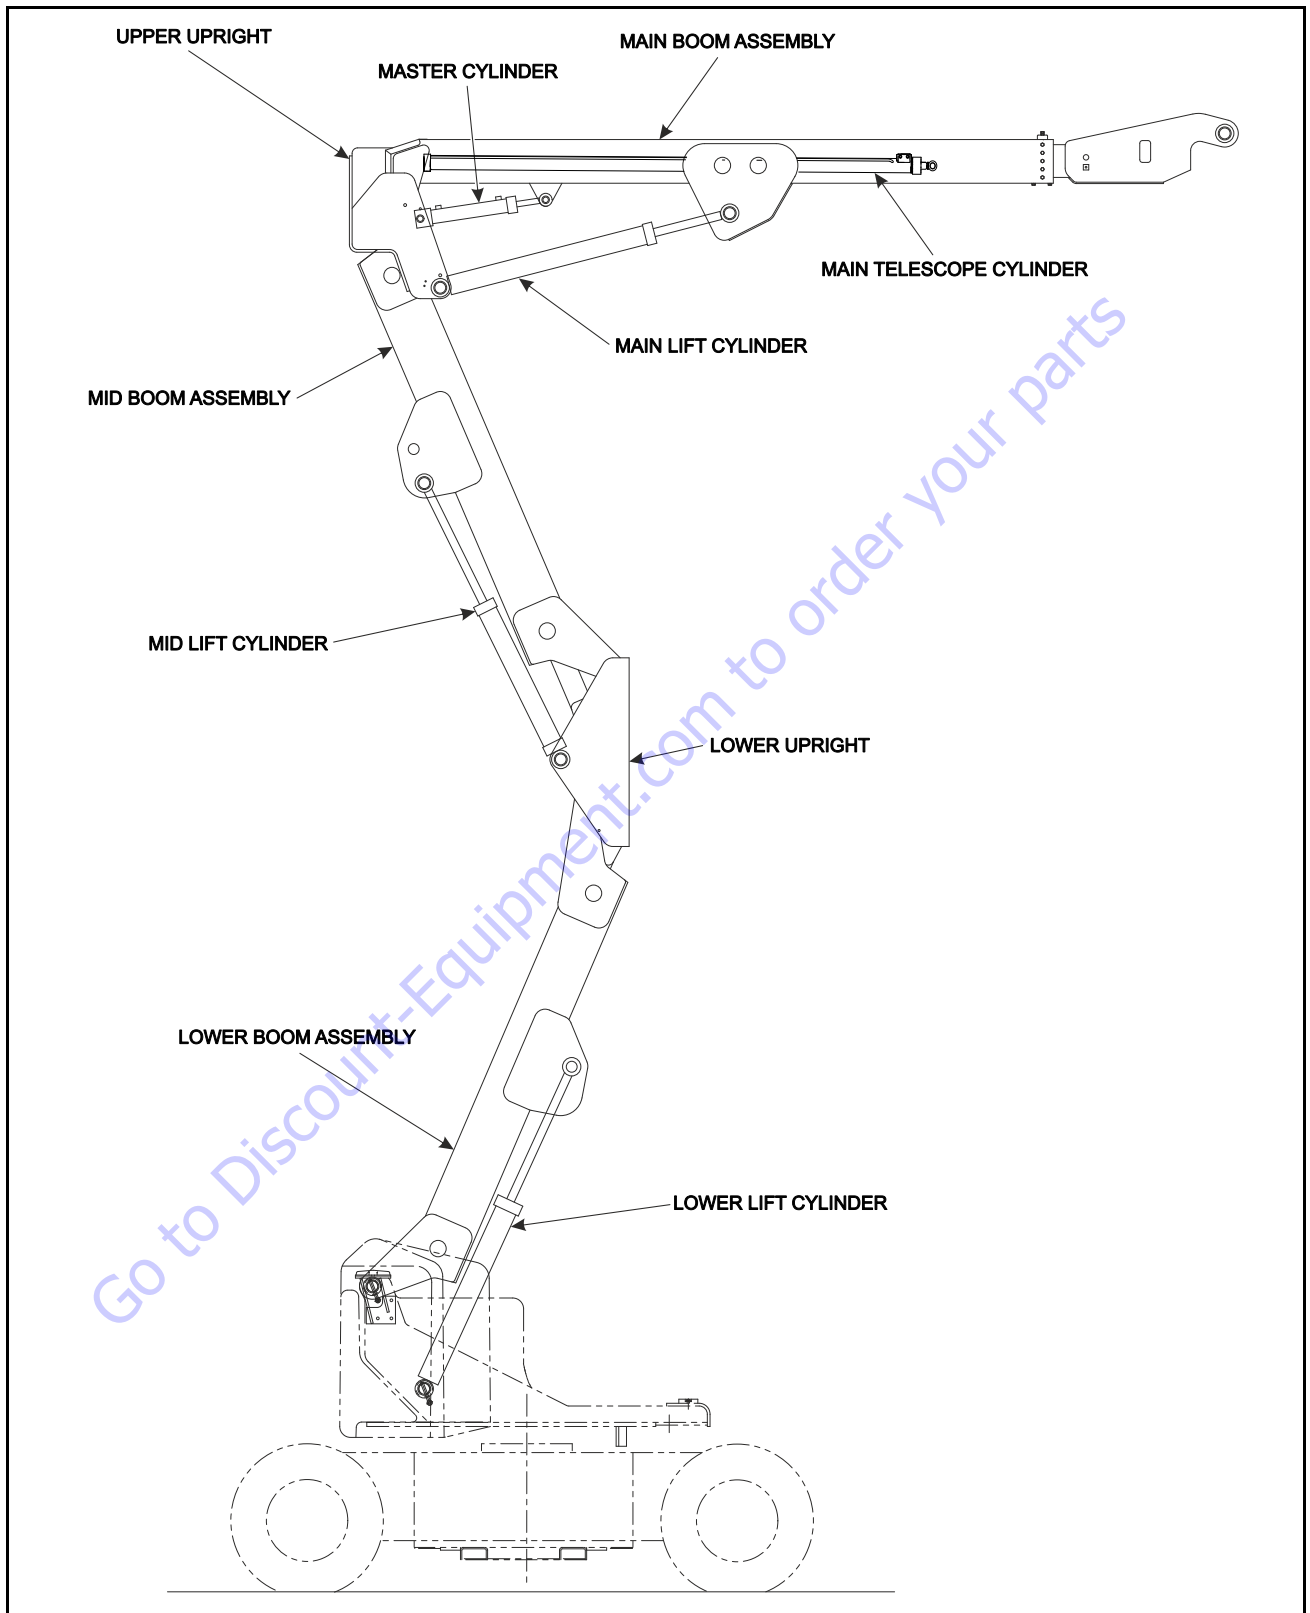 UPPER UPRIGHT
MAIN BOOM ASSEMBLY
MASTER CYLINDER
MAIN TELESCOPE CYLINDER
MAIN LIFT CYLINDER
MID BOOM ASSEMBLY
MID LIFT CYLINDER
LOWER UPRIGHT
LOWER BOOM ASSEMBLY
LOWER LIFT CYLINDER
Go to Discount-Equipment.com to order your parts